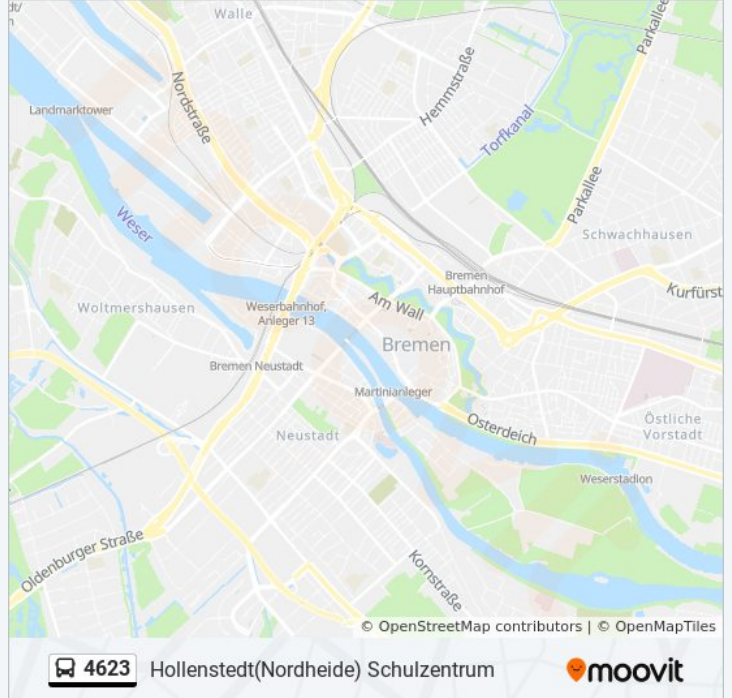 dt/
Walle
Parkallee
Hemmstraße
Nordstraße
Landmarktower
Torfkanal
Parkallee
Weser
Schwachhausen
Bremen
Hauptbahnhof
Kurfürst
Woltmershausen
Am Wall
Weserbahnhof,
Anleger 13
Bremen
Bremen Neustadt
Martinianleger
Osterdeich
Östliche
Vorstadt
Neustadt
Weserstadion
Oldenburger Straße
Kornstraße
© OpenStreetMap contributors | © OpenMapTiles
4623 Hollenstedt(Nordheide) Schulzentrum moovit